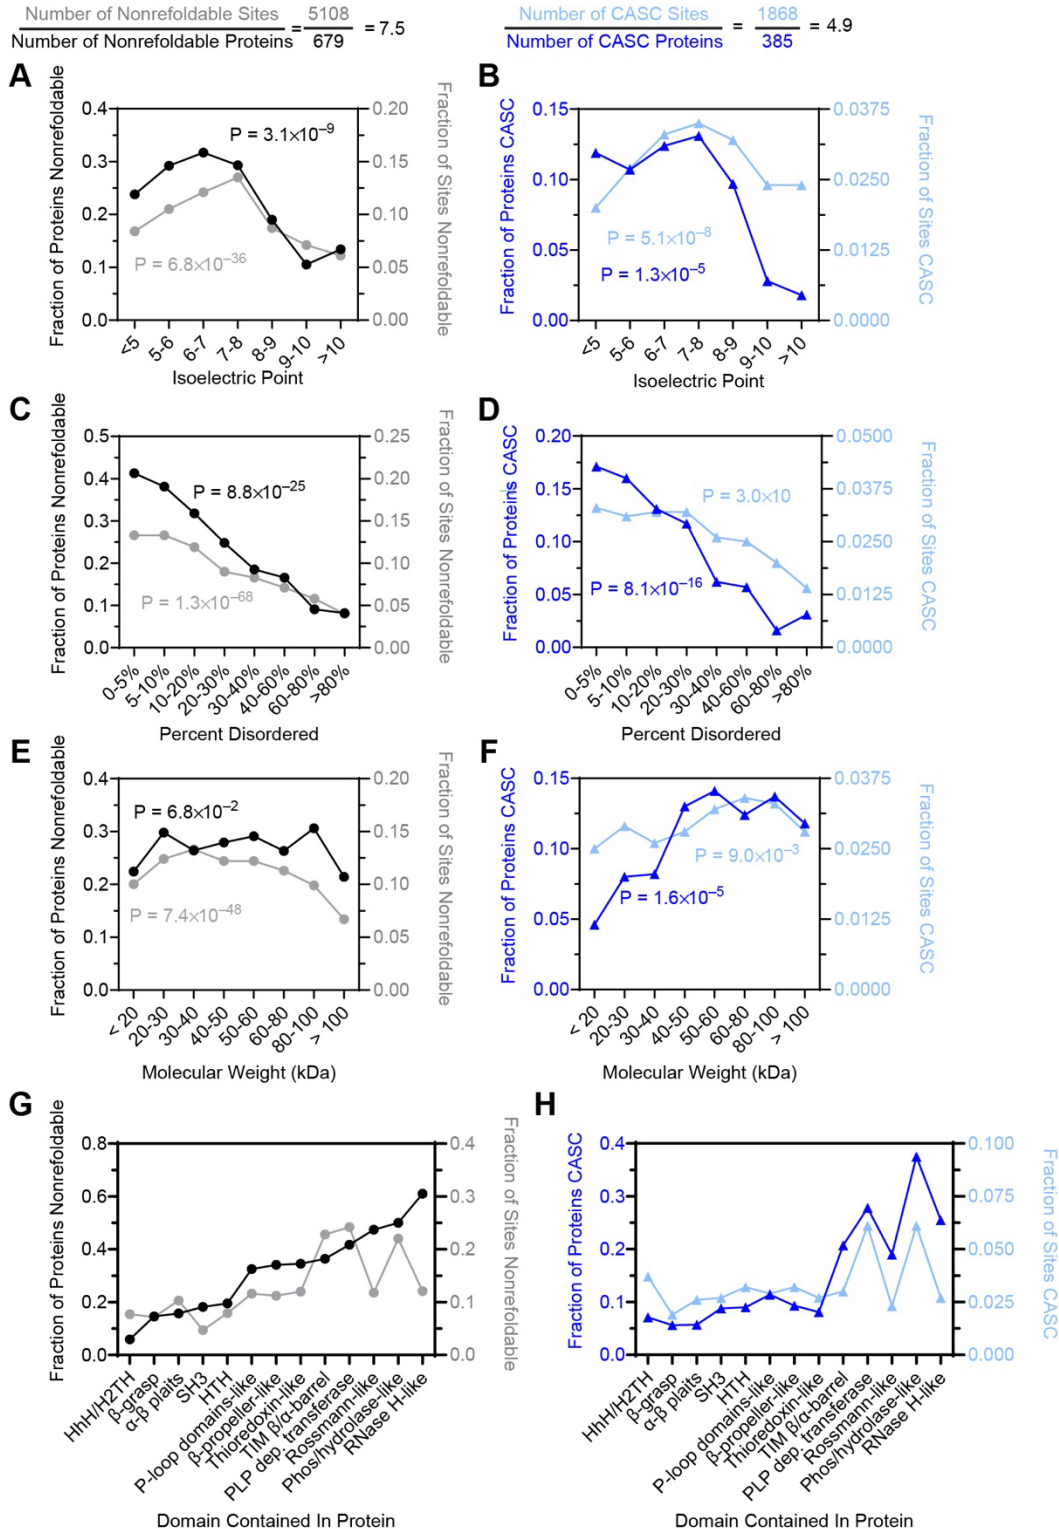 Number of Nonrefoldable Sites
Number of Nonrefoldable Proteins
=
5108
679
= 7.5
Number of CASC Sites
Number of CASC Proteins
=
1868
385
= 4.9
A
Fraction of Proteins Nonrefoldable
0.4
0.3
0.2
0.1
0.0
P = 3.1×10⁻⁹
P = 6.8×10⁻³⁶
0.20
0.15
0.10
0.05
0.00
Fraction of Sites Nonrefoldable
<5
5-6
6-7
7-8
8-9
9-10
>10
Isoelectric Point
B
Fraction of Proteins CASC
0.15
0.10
0.05
0.00
P = 5.1×10⁻⁸
P = 1.3×10⁻⁵
0.0375
0.0250
0.0125
0.0000
Fraction of Sites CASC
<5
5-6
6-7
7-8
8-9
9-10
>10
Isoelectric Point
C
Fraction of Proteins Nonrefoldable
0.5
0.4
0.3
0.2
0.1
0.0
P = 8.8×10⁻²⁵
P = 1.3×10⁻⁶⁸
0.25
0.20
0.15
0.10
0.05
0.00
Fraction of Sites Nonrefoldable
0-5%
5-10%
10-20%
20-30%
30-40%
40-60%
60-80%
>80%
Percent Disordered
D
Fraction of Proteins CASC
0.20
0.15
0.10
0.05
0.00
P = 3.0×10
P = 8.1×10⁻¹⁶
0.0500
0.0375
0.0250
0.0125
0.0000
Fraction of Sites CASC
0-5%
5-10%
10-20%
20-30%
30-40%
40-60%
60-80%
>80%
Percent Disordered
E
Fraction of Proteins Nonrefoldable
0.4
0.3
0.2
0.1
0.0
P = 6.8×10⁻²
P = 7.4×10⁻⁴⁸
0.20
0.15
0.10
0.05
0.00
Fraction of Sites Nonrefoldable
< 20
20-30
30-40
40-50
50-60
60-80
80-100
> 100
Molecular Weight (kDa)
F
Fraction of Proteins CASC
0.15
0.10
0.05
0.00
P = 9.0×10⁻³
P = 1.6×10⁻⁵
0.0375
0.0250
0.0125
0.0000
Fraction of Sites CASC
< 20
20-30
30-40
40-50
50-60
60-80
80-100
> 100
Molecular Weight (kDa)
G
Fraction of Proteins Nonrefoldable
0.8
0.6
0.4
0.2
0.0
0.4
0.3
0.2
0.1
0.0
Fraction of Sites Nonrefoldable
HhH/H2TH
β-grasp
α-β plaits
SH3
HTH
P-loop domains-like
β-propeller-like
Thioredoxin-like
TIM β/α-barrel
PLP dep. transferase
Rossmann-like
Phos/hydrolase-like
RNase H-like
Domain Contained In Protein
H
Fraction of Proteins CASC
0.4
0.3
0.2
0.1
0.0
0.100
0.075
0.050
0.025
0.000
Fraction of Sites CASC
HhH/H2TH
β-grasp
α-β plaits
SH3
HTH
P-loop domains-like
β-propeller-like
Thioredoxin-like
TIM β/α-barrel
PLP dep. transferase
Rossmann-like
Phos/hydrolase-like
RNase H-like
Domain Contained In Protein